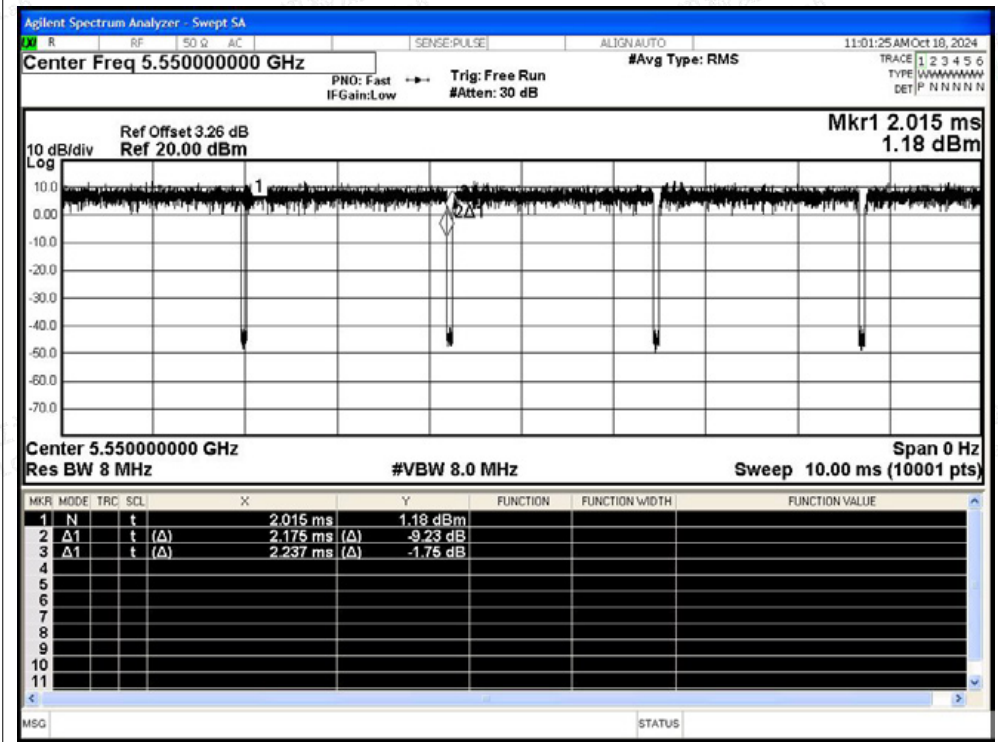 Agilent Spectrum Analyzer - Swept SA
R RF 50 Ω AC SENSE:PULSE ALIGNAUTO 11:01:25 AM Oct 18, 2024
Center Freq 5.550000000 GHz #Avg Type: RMS TRACE 1 2 3 4 5 6
PNO: Fast Trig: Free Run TYPE WWWWWW
IFGain:Low #Atten: 30 dB DET P N N N N N
Mkr1 2.015 ms
Ref Offset 3.26 dB
10 dB/div Ref 20.00 dBm 1.18 dBm
Log
10.0
1
0.00
2Δ1
-10.0
-20.0
-30.0
-40.0
-50.0
-60.0
-70.0
Center 5.550000000 GHz Span 0 Hz
Res BW 8 MHz #VBW 8.0 MHz Sweep 10.00 ms (10001 pts)
MKR MODE TRC SCL X Y FUNCTION FUNCTION WIDTH FUNCTION VALUE
1 N t 2.015 ms 1.18 dBm
2 Δ1 t (Δ) 2.175 ms (Δ) -9.23 dB
3 Δ1 t (Δ) 2.237 ms (Δ) -1.75 dB
4
5
6
7
8
9
10
11
MSG STATUS